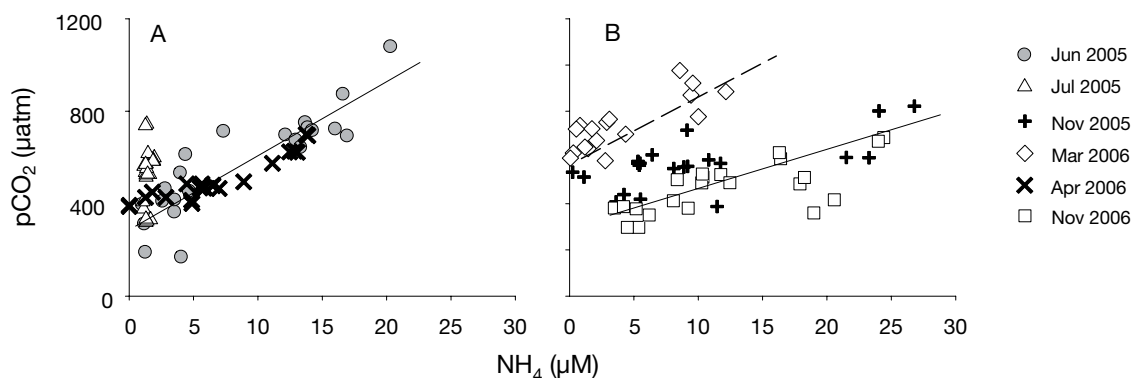 1200
800
400
0
pCO₂ (μatm)
A
0 5 10 15 20 25 30
B
0 5 10 15 20 25 30
NH₄ (μM)
Jun 2005
Jul 2005
Nov 2005
Mar 2006
Apr 2006
Nov 2006